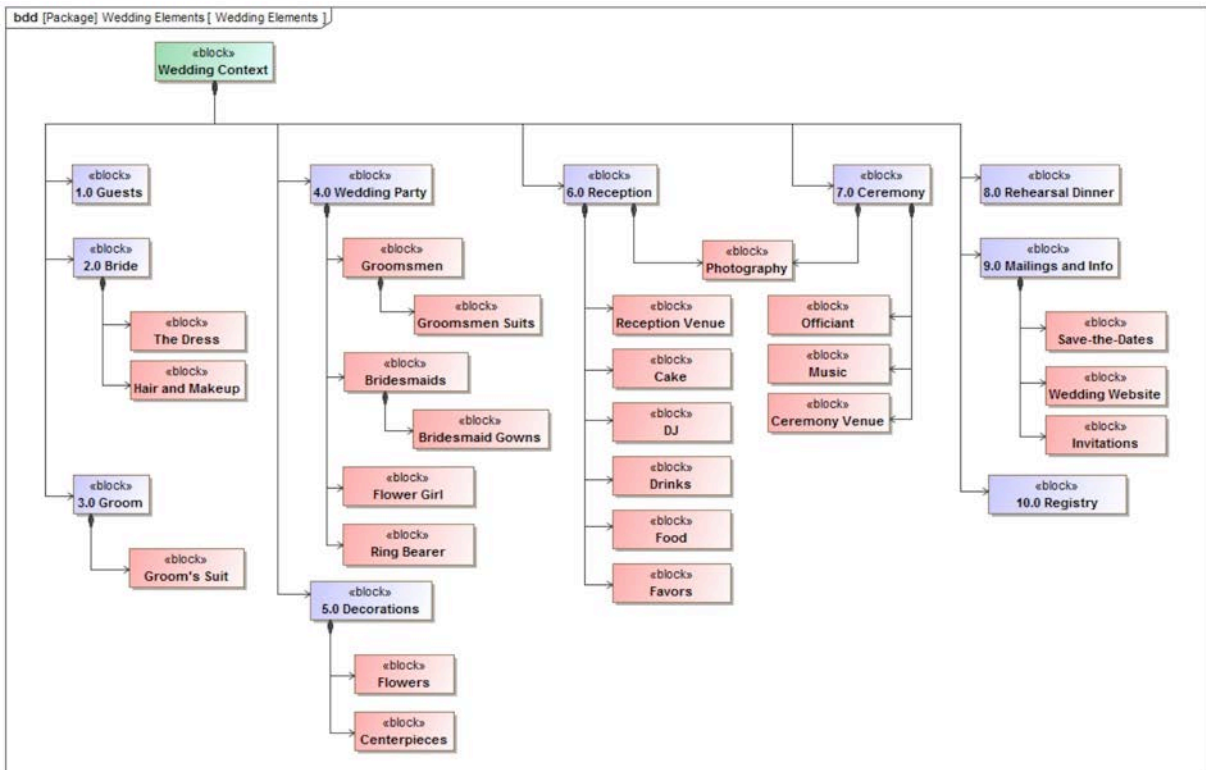 bdd [Package] Wedding Elements [ Wedding Elements ]
«block»
Wedding Context
«block»
1.0 Guests
«block»
2.0 Bride
«block»
The Dress
«block»
Hair and Makeup
«block»
3.0 Groom
«block»
Groom's Suit
«block»
4.0 Wedding Party
«block»
Groomsmen
«block»
Groomsmen Suits
«block»
Bridesmaids
«block»
Bridesmaid Gowns
«block»
Flower Girl
«block»
Ring Bearer
«block»
5.0 Decorations
«block»
Flowers
«block»
Centerpieces
«block»
6.0 Reception
«block»
Photography
«block»
Reception Venue
«block»
Cake
«block»
DJ
«block»
Drinks
«block»
Food
«block»
Favors
«block»
7.0 Ceremony
«block»
Officiant
«block»
Music
«block»
Ceremony Venue
«block»
8.0 Rehearsal Dinner
«block»
9.0 Mailings and Info
«block»
Save-the-Dates
«block»
Wedding Website
«block»
Invitations
«block»
10.0 Registry